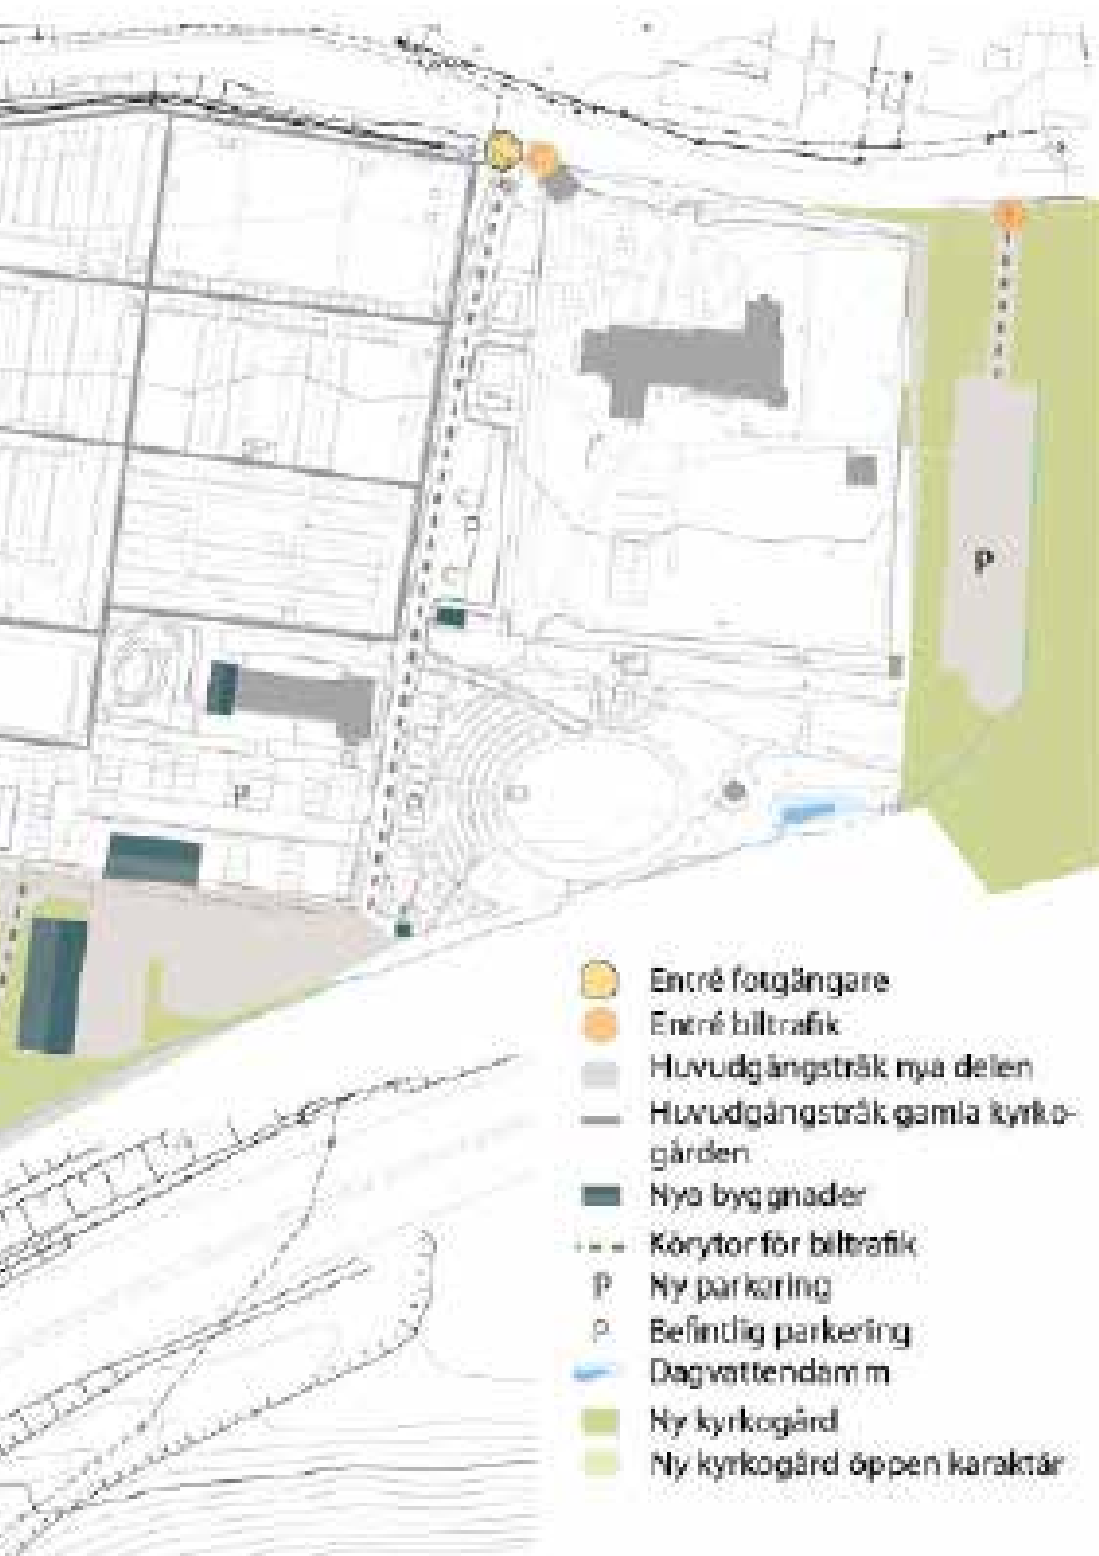 P
P
Entré fotgängare
Entré biltrafik
Huvudgångstråk nya delen
Huvudgångstråk gamla kyrko-
gården
Nya byggnader
Körytor för biltrafik
P Ny parkering
P Befintlig parkering
Dagvattendamm
Ny kyrkogård
Ny kyrkogård öppen karaktär